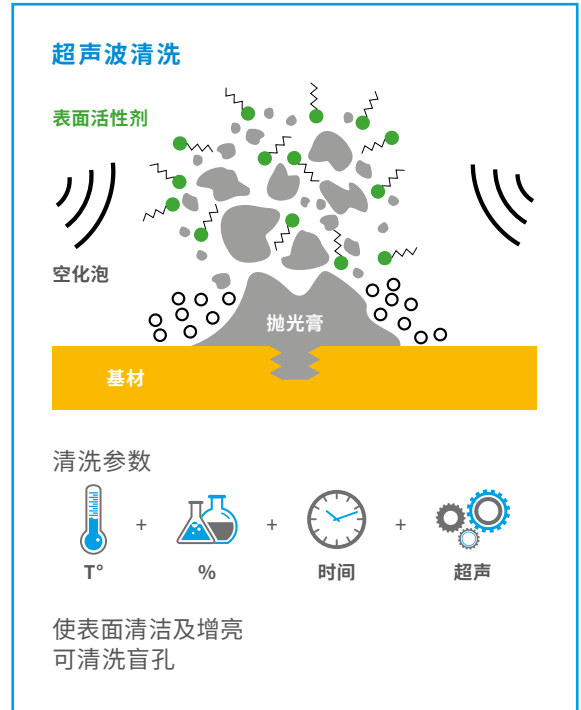 超声波清洗
表面活性剂
空化泡
抛光膏
基材
清洗参数
+ + +
T° % 时间 超声
使表面清洁及增亮
可清洗盲孔